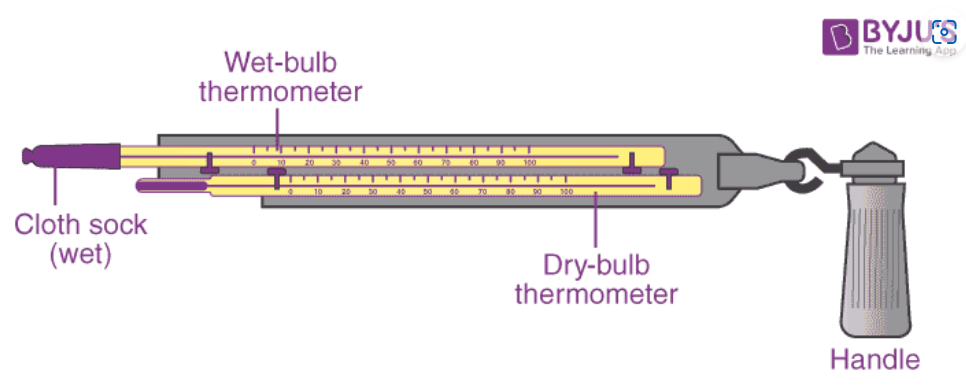 BYJU'S
The Learning App
Wet-bulb
thermometer
0 10 20 30 40 50 60 70 80 90 100
0 10 20 30 40 50 60 70 80 90 100
Cloth sock
(wet)
Dry-bulb
thermometer
Handle